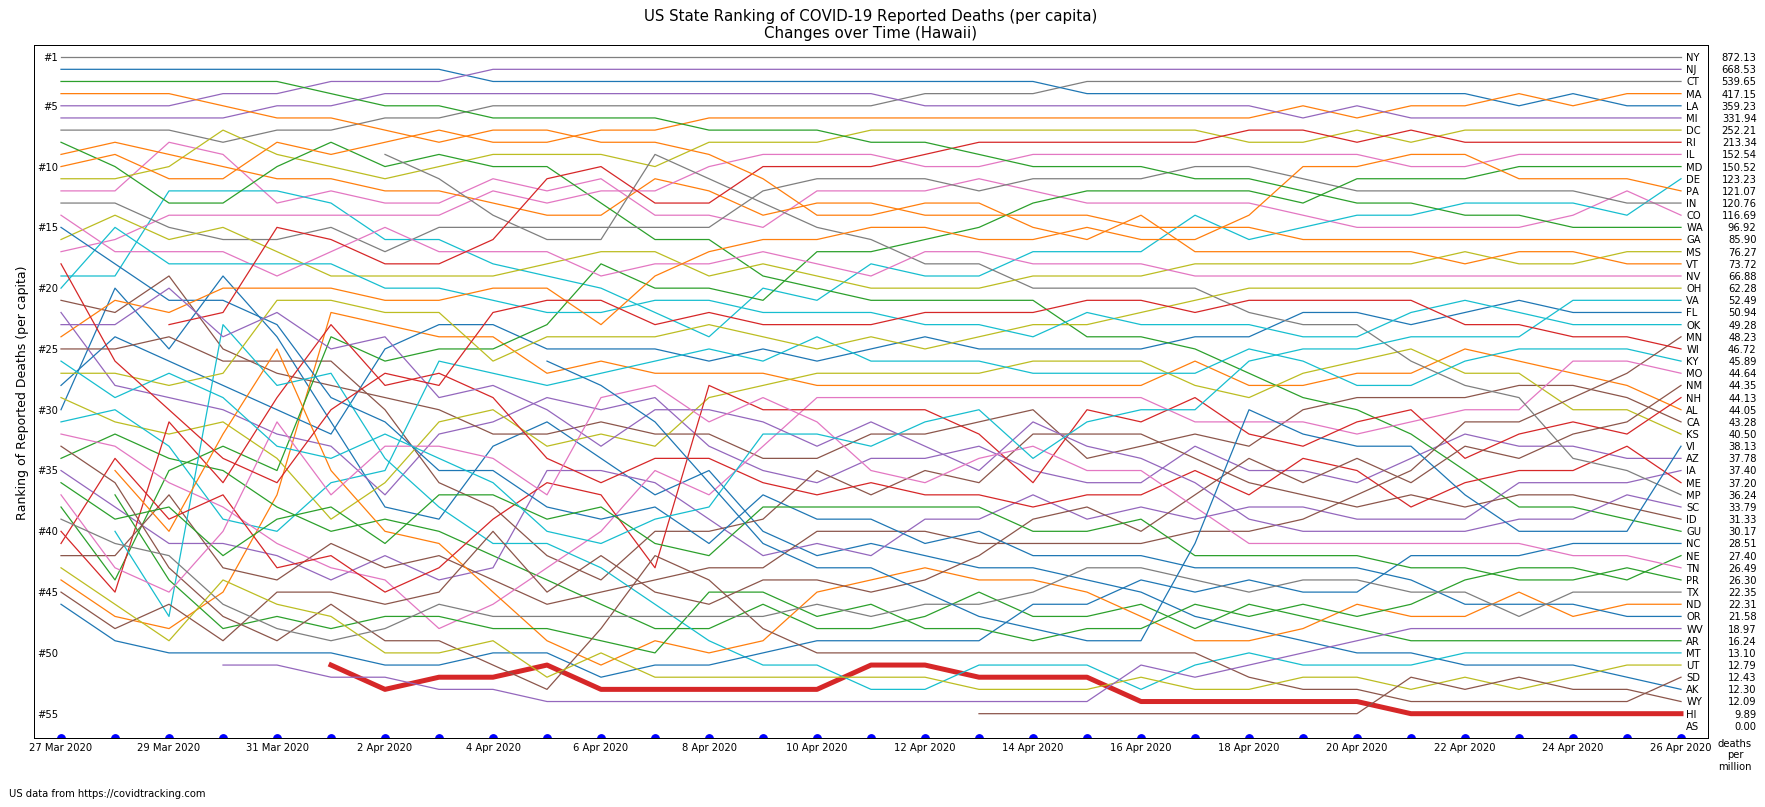 US State Ranking of COVID-19 Reported Deaths (per capita)
Changes over Time (Hawaii)
Ranking of Reported Deaths (per capita)
#1
#5
#10
#15
#20
#25
#30
#35
#40
#45
#50
#55
NY 872.13
NJ 668.53
CT 539.65
MA 417.15
LA 359.23
MI 331.94
DC 252.21
RI 213.34
IL 152.54
MD 150.52
DE 123.23
PA 121.07
IN 120.76
CO 116.69
WA 96.92
GA 85.90
MS 76.27
VT 73.72
NV 66.88
OH 62.28
VA 52.49
FL 50.94
OK 49.28
MN 48.23
WI 46.72
KY 45.89
MO 44.64
NM 44.35
NH 44.13
AL 44.05
CA 43.28
KS 40.50
VI 38.13
AZ 37.78
IA 37.40
ME 37.20
MP 36.24
SC 33.79
ID 31.33
GU 30.17
NC 28.51
NE 27.40
TN 26.49
PR 26.30
TX 22.35
ND 22.31
OR 21.58
WV 18.97
AR 16.24
MT 13.10
UT 12.79
SD 12.43
AK 12.30
WY 12.09
HI 9.89
AS 0.00
27 Mar 2020 29 Mar 2020 31 Mar 2020 2 Apr 2020 4 Apr 2020 6 Apr 2020 8 Apr 2020 10 Apr 2020 12 Apr 2020 14 Apr 2020 16 Apr 2020 18 Apr 2020 20 Apr 2020 22 Apr 2020 24 Apr 2020 26 Apr 2020
deaths
per
million
US data from https://covidtracking.com